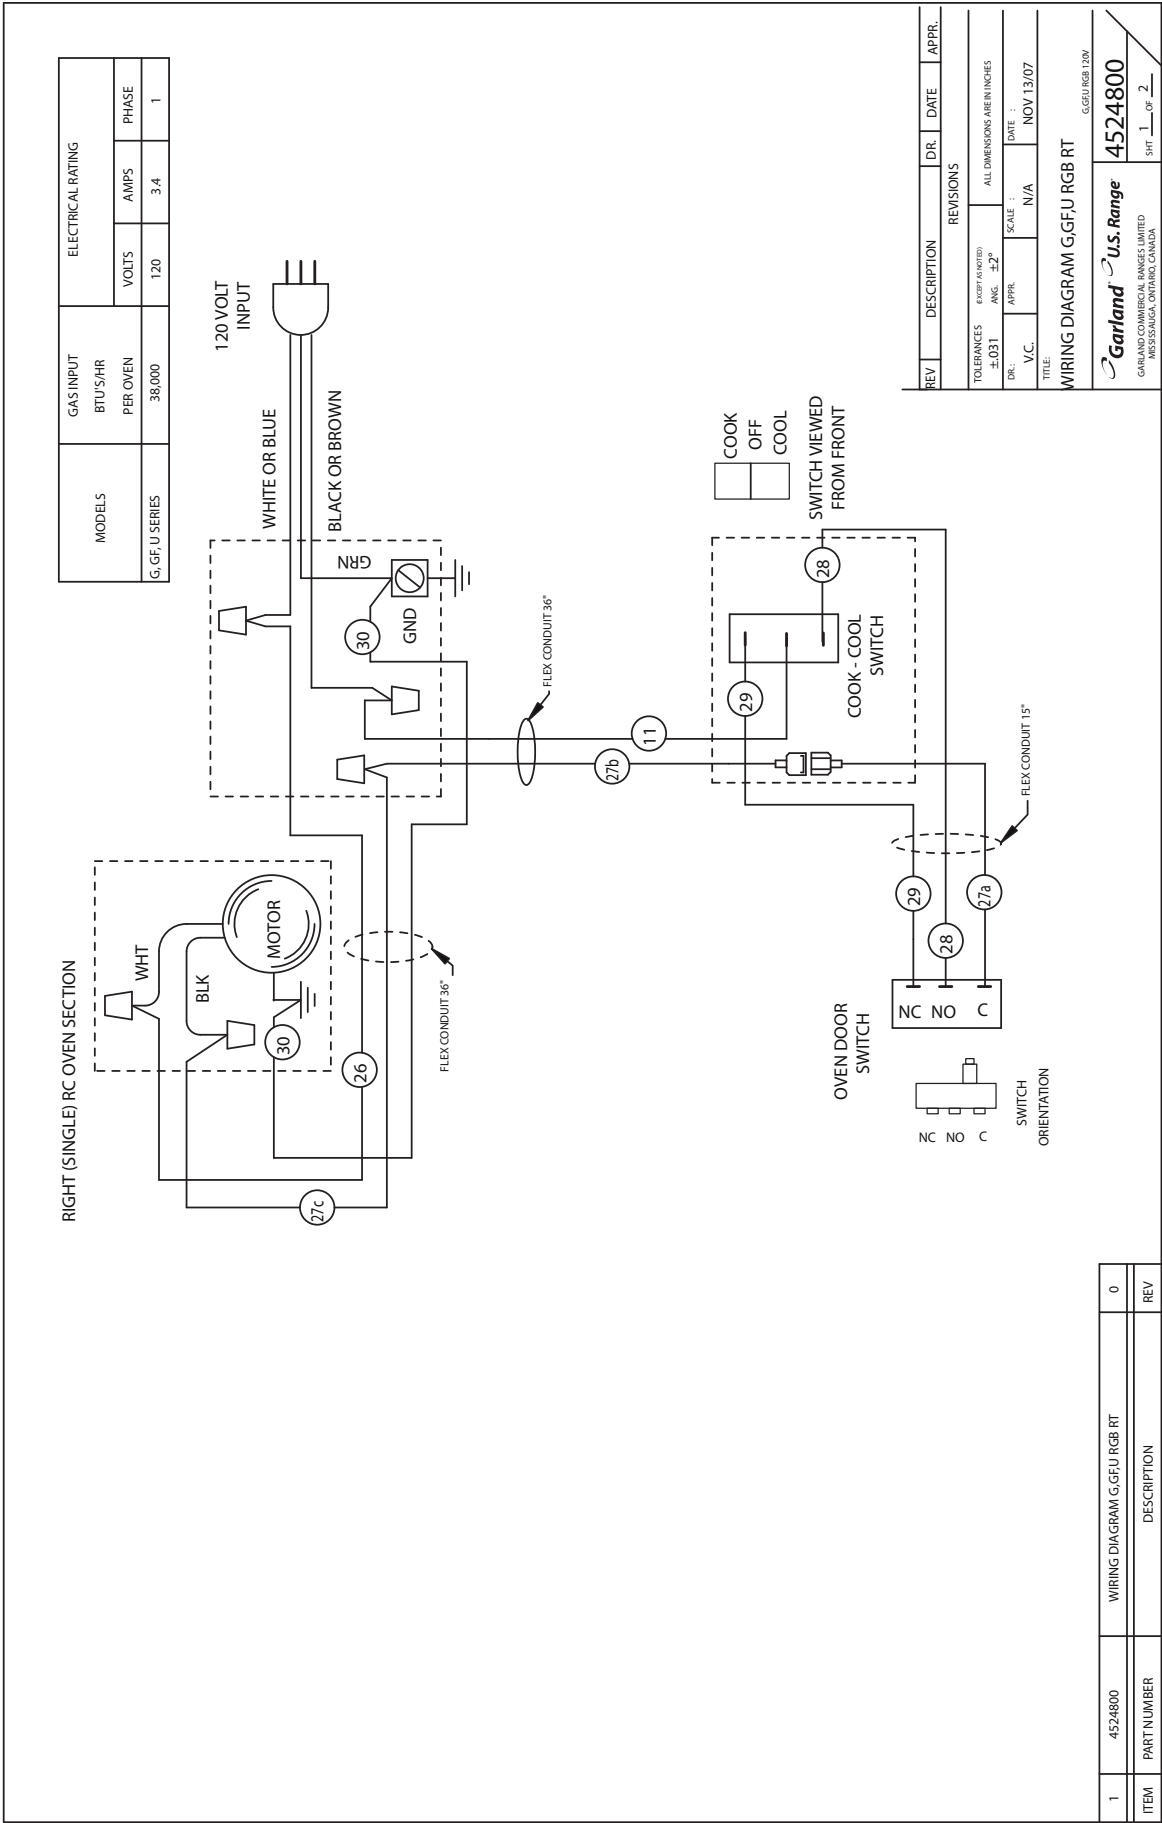 RIGHT (SINGLE) RC OVEN SECTION
WHT
BLK
MOTOR
30
26
27c
FLEX CONDUIT 36"
MODELS
GAS INPUT
BTU'S/HR
PER OVEN
ELECTRICAL RATING
VOLTS
AMPS
PHASE
G, GF, U SERIES
38,000
120
3.4
1
120 VOLT
INPUT
WHITE OR BLUE
BLACK OR BROWN
GRN
GND
30
FLEX CONDUIT 36"
11
27b
COOK
OFF
COOL
SWITCH VIEWED
FROM FRONT
28
29
COOK - COOL
SWITCH
FLEX CONDUIT 15"
29
28
27a
OVEN DOOR
SWITCH
NC NO C
NC NO C
SWITCH
ORIENTATION
REV
DESCRIPTION
DR.
DATE
APPR.
REVISIONS
TOLERANCES (EXCEPT AS NOTED)
±.031
ANG. ±2°
ALL DIMENSIONS ARE IN INCHES
DR.:
V.C.
APPR.
SCALE :
N/A
DATE :
NOV 13/07
TITLE:
WIRING DIAGRAM G,GF,U RGB RT
G,GF,U RGB 120V
Garland U.S. Range
GARLAND COMMERCIAL RANGES LIMITED
MISSISSAUGA, ONTARIO, CANADA
4524800
SHT 1 OF 2
1
4524800
WIRING DIAGRAM G,GF,U RGB RT
0
ITEM
PART NUMBER
DESCRIPTION
REV